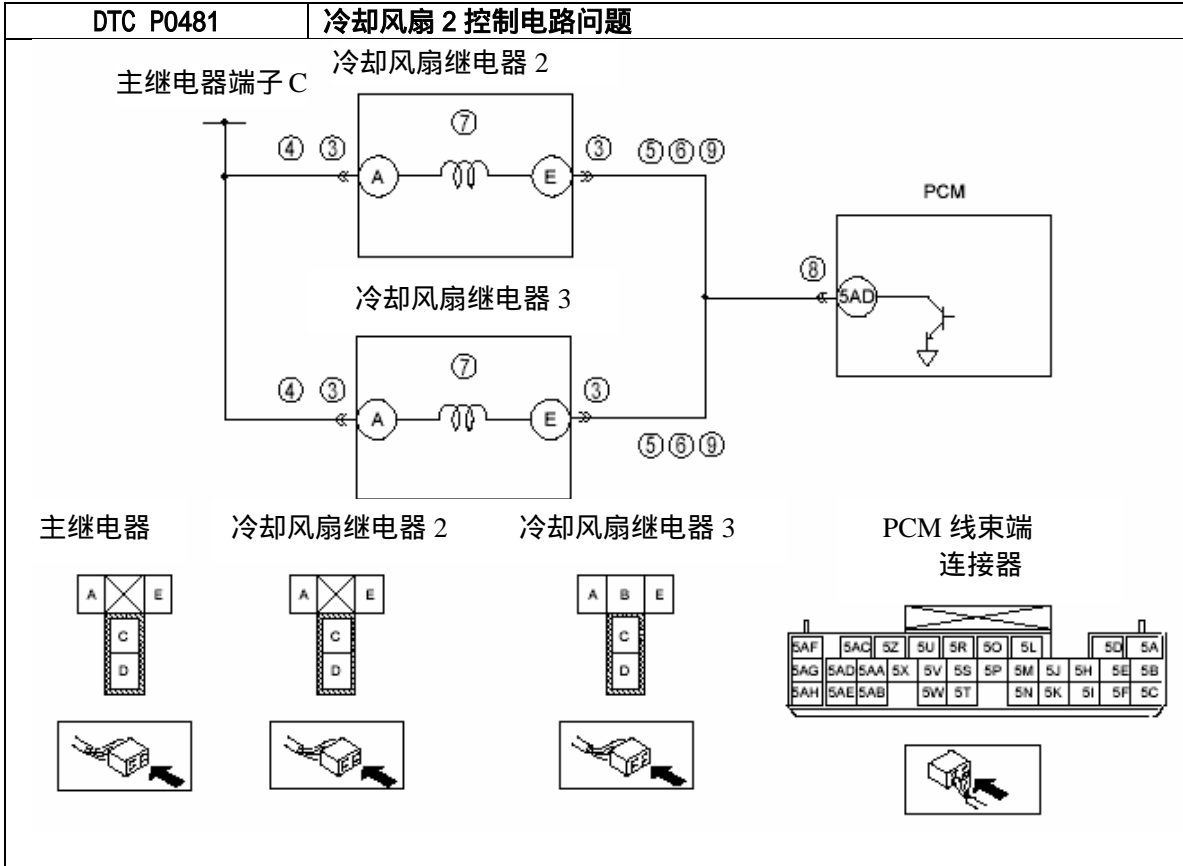 DTC P0481 冷却风扇 2 控制电路问题
冷却风扇继电器 2
主继电器端子 C
⑦
④ ③ ③ ⑤⑥⑨
A E
PCM
⑧
5AD
冷却风扇继电器 3
⑦
④ ③ ③
A E
⑤⑥⑨
主继电器 冷却风扇继电器 2 冷却风扇继电器 3 PCM 线束端
连接器
A E A E A B E
C C C
D D D
5AF 5AC 5Z 5U 5R 5O 5L 5D 5A
5AG 5AD 5AA 5X 5V 5S 5P 5M 5J 5H 5E 5B
5AH 5AE 5AB 5W 5T 5N 5K 5I 5F 5C